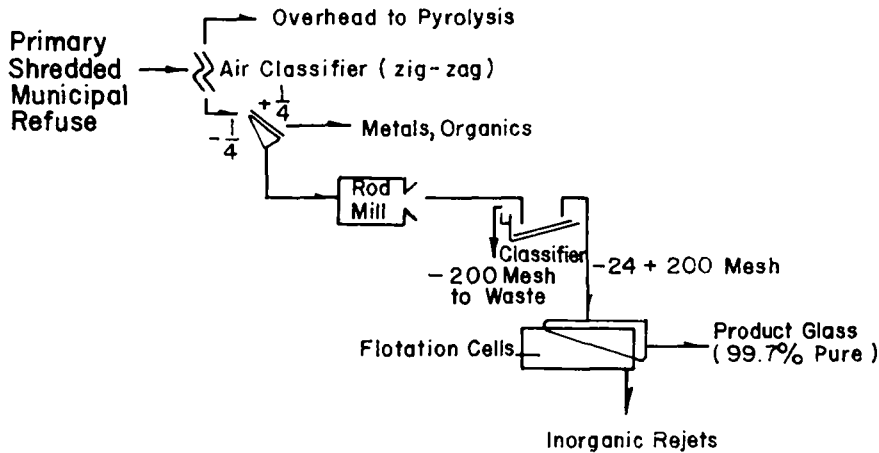 Overhead to Pyrolysis
Primary
Shredded
Municipal
Refuse
Air Classifier (zig-zag)
+ 1/4
- 1/4
Metals, Organics
Rod
Mill
Classifier
-200 Mesh
to Waste
-24 + 200 Mesh
Flotation Cells
Product Glass
(99.7% Pure)
Inorganic Rejets